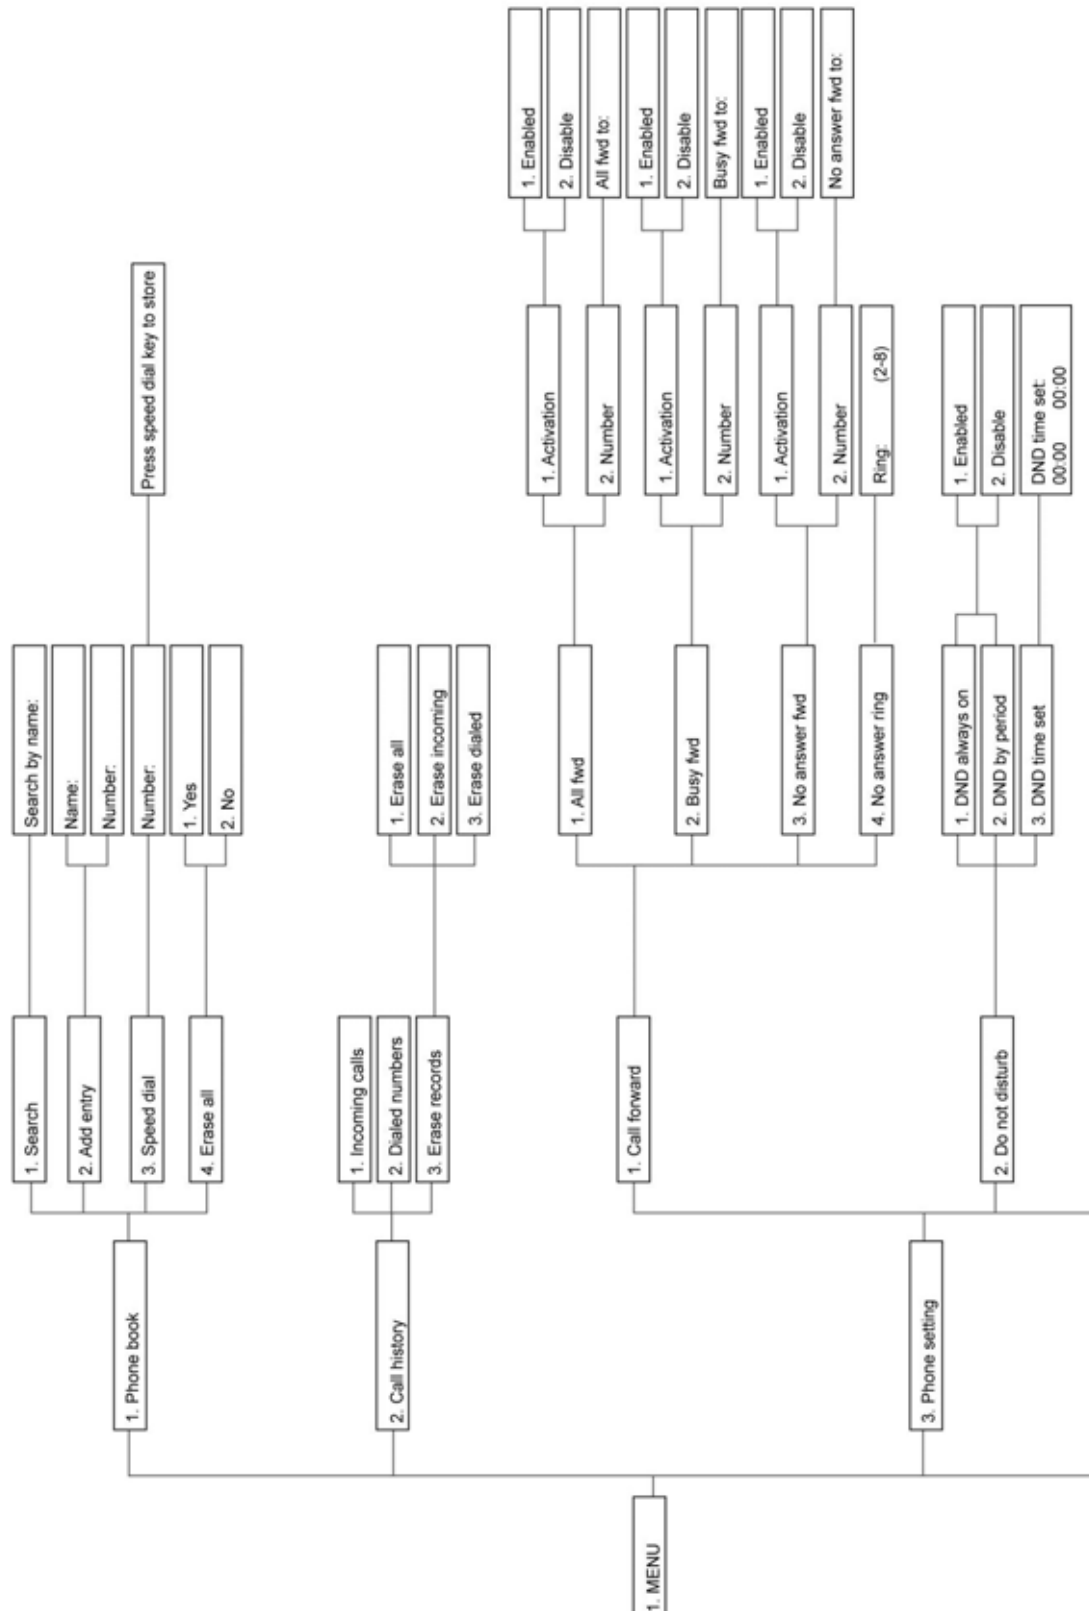 1. MENU
1. Phone book
1. Search
Search by name:
2. Add entry
Name:
Number:
3. Speed dial
Number:
Press speed dial key to store
4. Erase all
1. Yes
2. No
2. Call history
1. Incoming calls
2. Dialed numbers
3. Erase records
1. Erase all
2. Erase incoming
3. Erase dialed
3. Phone setting
1. Call forward
1. All fwd
1. Activation
1. Enabled
2. Disable
2. Number
All fwd to:
2. Busy fwd
1. Activation
1. Enabled
2. Disable
2. Number
Busy fwd to:
3. No answer fwd
1. Activation
1. Enabled
2. Disable
2. Number
No answer fwd to:
4. No answer ring
Ring: (2-8)
2. Do not disturb
1. DND always on
2. DND by period
1. Enabled
2. Disable
3. DND time set
DND time set:
00:00 00:00